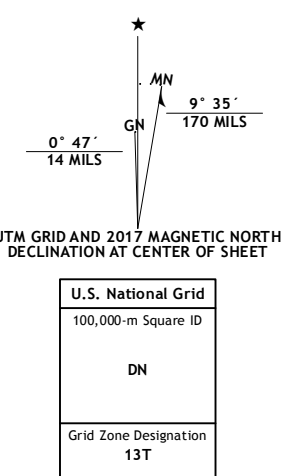 ★
MN
GN
9° 35´
170 MILS
0° 47´
14 MILS
UTM GRID AND 2017 MAGNETIC NORTH
DECLINATION AT CENTER OF SHEET
U.S. National Grid
100,000-m Square ID
DN
Grid Zone Designation
13T